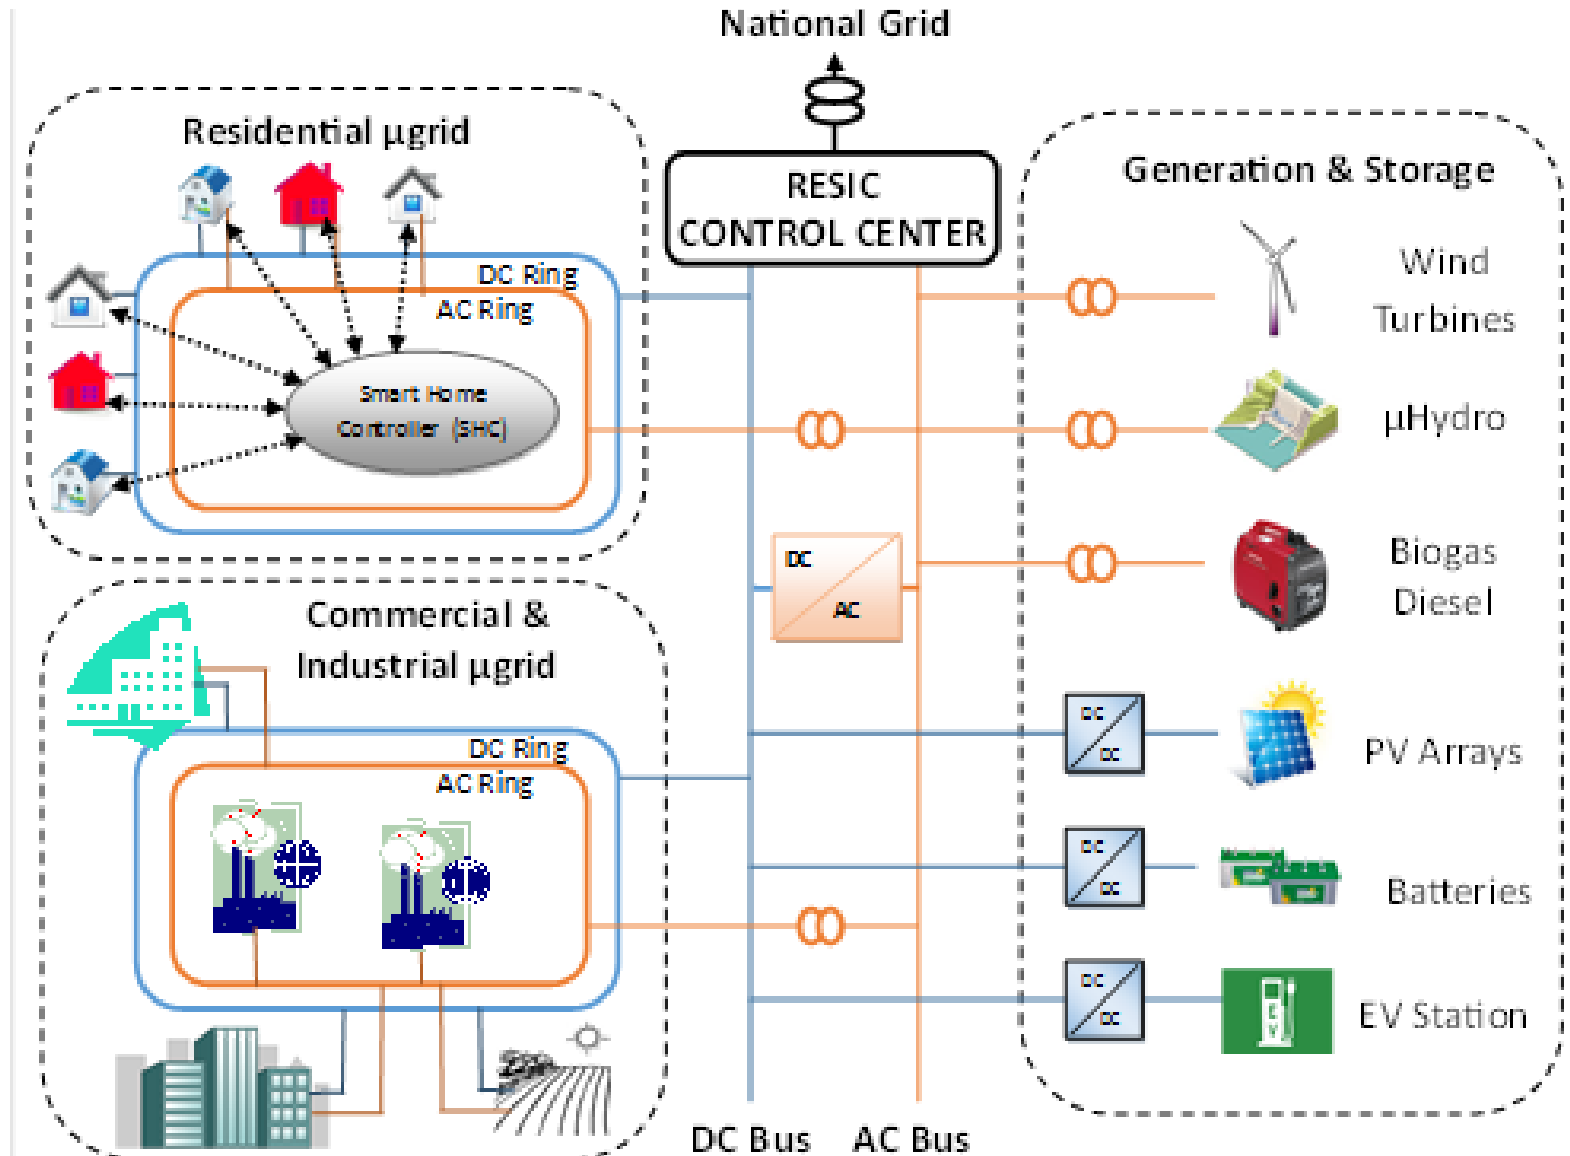 National Grid
Residential µgrid
RESIC
CONTROL CENTER
Generation & Storage
DC Ring
AC Ring
Smart Home
Controller (SHC)
Wind
Turbines
µHydro
DC
AC
Biogas
Diesel
Commercial &
Industrial µgrid
DC Ring
AC Ring
DC
DC
PV Arrays
DC
DC
Batteries
DC
DC
EV
EV Station
DC Bus
AC Bus